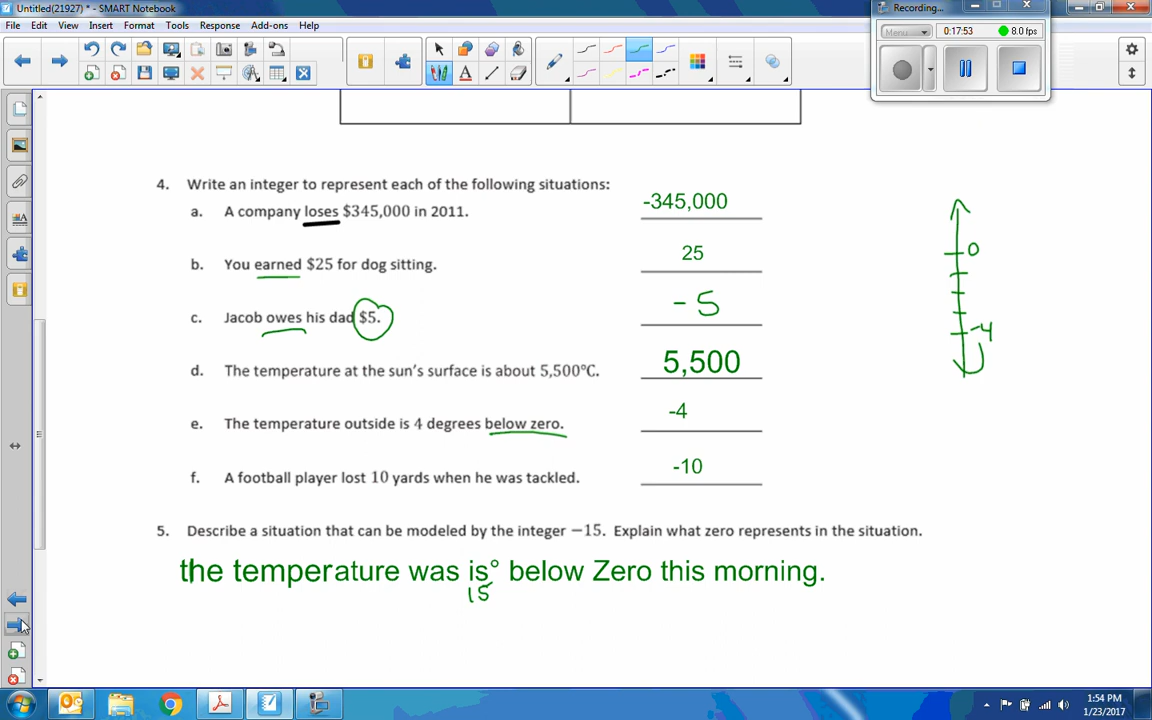 Untitled(21927) * - SMART Notebook
Recording...
File Edit View Insert Format Tools Response Add-ons Help
Menu 0:17:53 8.0 fps
4. Write an integer to represent each of the following situations:
a. A company loses $345,000 in 2011. -345,000
b. You earned $25 for dog sitting. 25
0
c. Jacob owes his dad $5. -5
-4
d. The temperature at the sun's surface is about 5,500°C. 5,500
e. The temperature outside is 4 degrees below zero. -4
f. A football player lost 10 yards when he was tackled. -10
5. Describe a situation that can be modeled by the integer −15. Explain what zero represents in the situation.
the temperature was is° below Zero this morning.
15
1:54 PM
1/23/2017